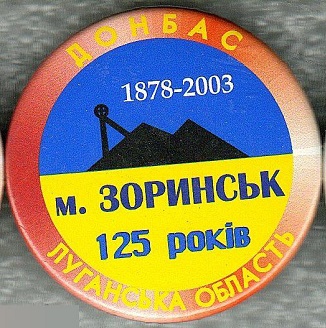 ДОНБАС
1878-2003
м. ЗОРИНСЬК
125 років
ЛУГАНСЬКА ОБЛАСТЬ